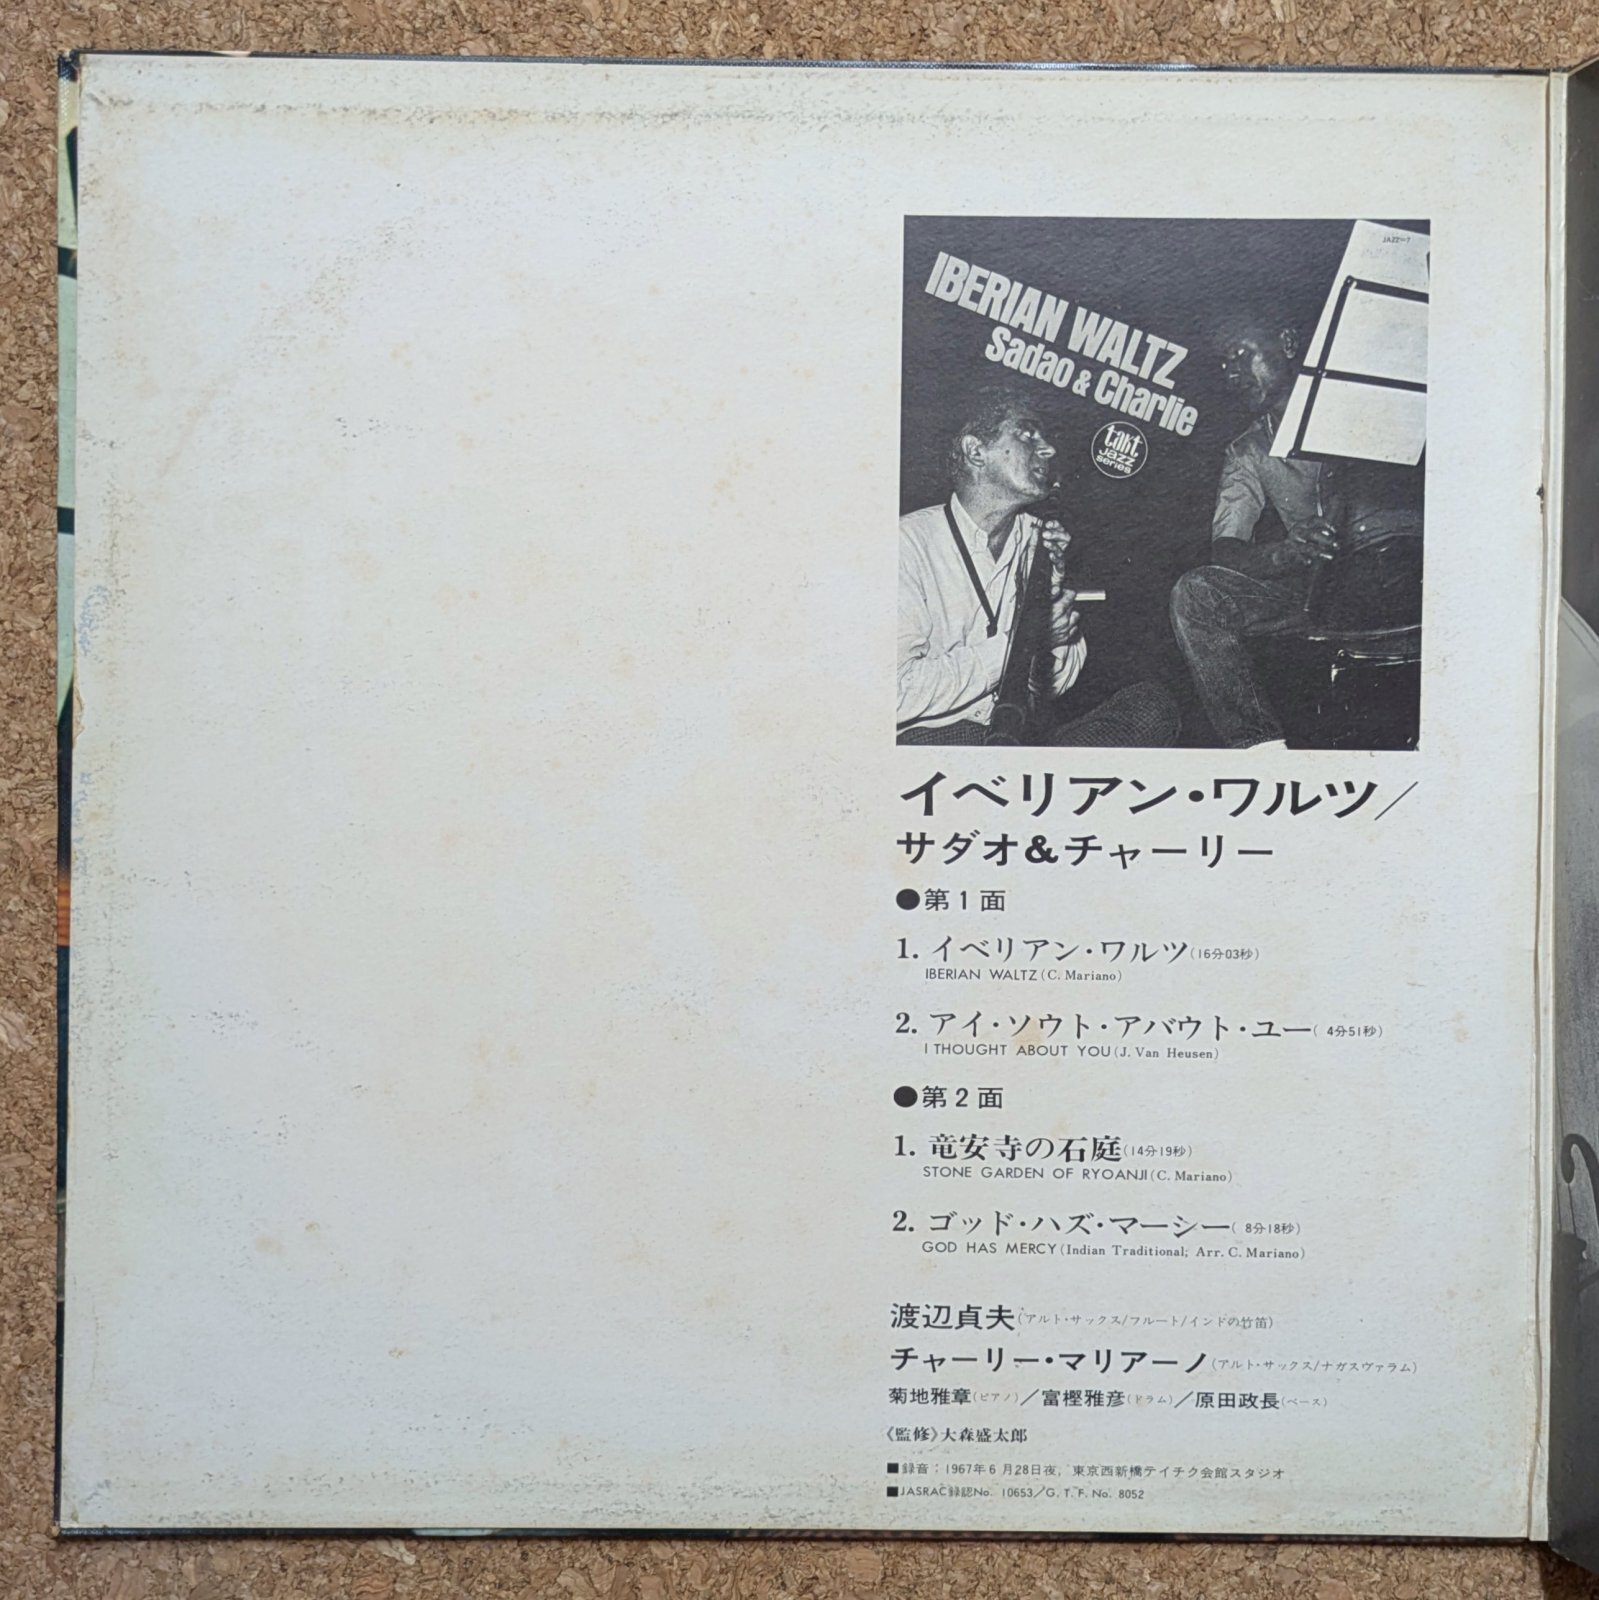 JAZZ-7
IBERIAN WALTZ
Sadao & Charlie
takt
jazz
series
イベリアン・ワルツ／
サダオ&チャーリー
●第1面
1. イベリアン・ワルツ(16分03秒)
IBERIAN WALTZ(C. Mariano)
2. アイ・ソウト・アバウト・ユー( 4分51秒)
I THOUGHT ABOUT YOU(J. Van Heusen)
●第2面
1. 竜安寺の石庭(14分19秒)
STONE GARDEN OF RYOANJI(C. Mariano)
2. ゴッド・ハズ・マーシー( 8分18秒)
GOD HAS MERCY(Indian Traditional; Arr. C. Mariano)
渡辺貞夫(アルト・サックス/フルート/インドの竹笛)
チャーリー・マリアーノ(アルト・サックス/ナガスヴァラム)
菊地雅章(ピアノ)／富樫雅彦(ドラム)／原田政長(ベース)
《監修》大森盛太郎
■録音：1967年6月28日夜，東京西新橋テイチク会館スタジオ
■JASRAC録認No. 10653／G. T. F. No. 8052